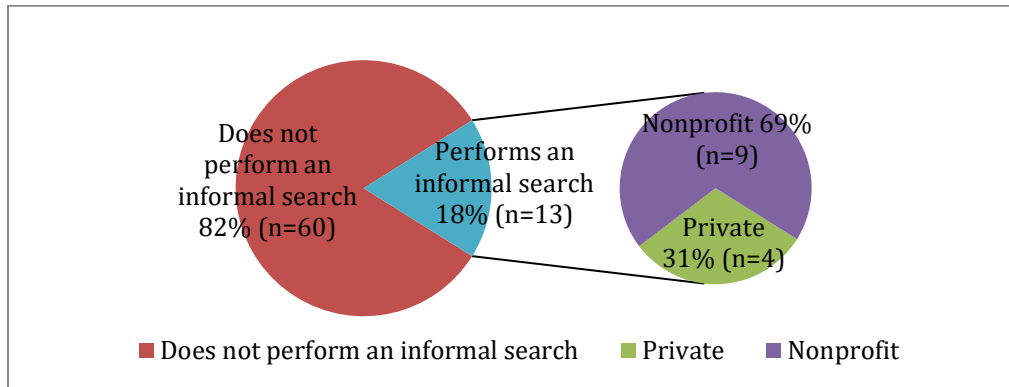 Does not
perform an
informal search
82% (n=60)
Performs an
informal search
18% (n=13)
Nonprofit 69%
(n=9)
Private
31% (n=4)
Does not perform an informal search Private Nonprofit